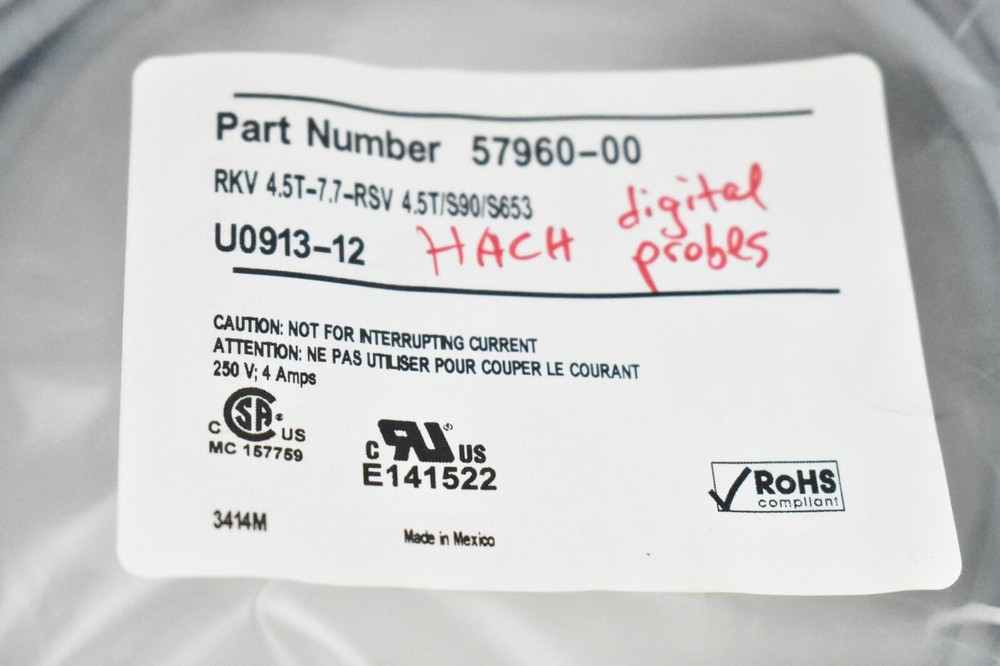 Part Number 57960-00
RKV 4.5T-7.7-RSV 4.5T/S90/S653
digital
U0913-12 HACH probes
CAUTION: NOT FOR INTERRUPTING CURRENT
ATTENTION: NE PAS UTILISER POUR COUPER LE COURANT
250 V; 4 Amps
C SA® US
MC 157759
C RU® US
E141522
RoHS
compliant
3414M
Made in Mexico